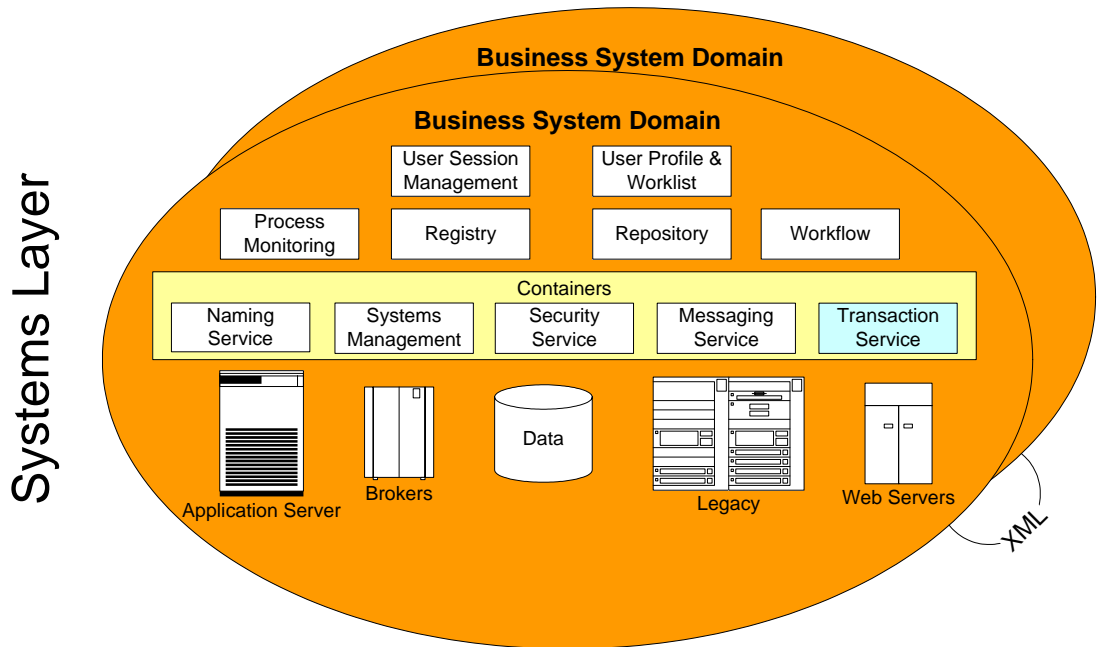 Systems Layer
Business System Domain
Business System Domain
User Session
Management
User Profile &
Worklist
Process
Monitoring
Registry
Repository
Workflow
Containers
Naming
Service
Systems
Management
Security
Service
Messaging
Service
Transaction
Service
Application Server
Brokers
Data
Legacy
Web Servers
XML